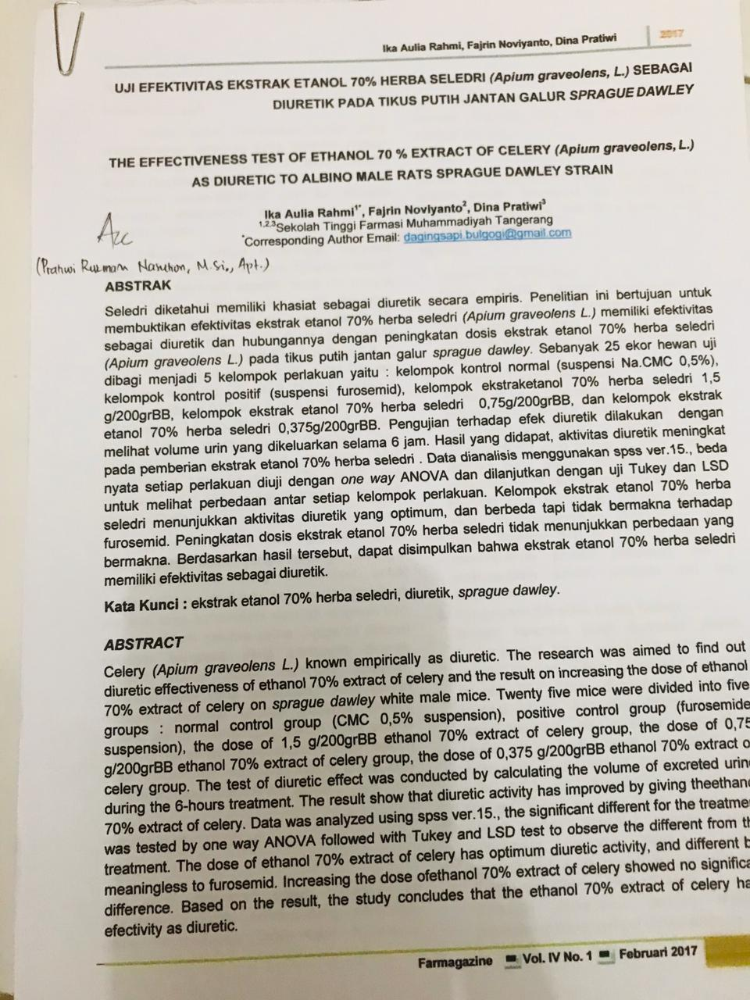 Ika Aulia Rahmi, Fajrin Noviyanto, Dina Pratiwi 2017
UJI EFEKTIVITAS EKSTRAK ETANOL 70% HERBA SELEDRI (Apium graveolens, L.) SEBAGAI
DIURETIK PADA TIKUS PUTIH JANTAN GALUR SPRAGUE DAWLEY
THE EFFECTIVENESS TEST OF ETHANOL 70 % EXTRACT OF CELERY (Apium graveolens, L.)
AS DIURETIC TO ALBINO MALE RATS SPRAGUE DAWLEY STRAIN
Ika Aulia Rahmi1*, Fajrin Noviyanto2, Dina Pratiwi3
1,2,3Sekolah Tinggi Farmasi Muhammadiyah Tangerang
*Corresponding Author Email: dagingsapi.bulgogi@gmail.com
Acc
M.Si., Apt.)
ABSTRAK
Seledri diketahui memiliki khasiat sebagai diuretik secara empiris. Penelitian ini bertujuan untuk
membuktikan efektivitas ekstrak etanol 70% herba seledri (Apium graveolens L.) memiliki efektivitas
sebagai diuretik dan hubungannya dengan peningkatan dosis ekstrak etanol 70% herba seledri
(Apium graveolens L.) pada tikus putih jantan galur sprague dawley. Sebanyak 25 ekor hewan uji
dibagi menjadi 5 kelompok perlakuan yaitu : kelompok kontrol normal (suspensi Na.CMC 0,5%),
kelompok kontrol positif (suspensi furosemid), kelompok ekstraketanol 70% herba seledri 1,5
g/200grBB, kelompok ekstrak etanol 70% herba seledri 0,75g/200grBB, dan kelompok ekstrak
etanol 70% herba seledri 0,375g/200grBB. Pengujian terhadap efek diuretik dilakukan dengan
melihat volume urin yang dikeluarkan selama 6 jam. Hasil yang didapat, aktivitas diuretik meningkat
pada pemberian ekstrak etanol 70% herba seledri . Data dianalisis menggunakan spss ver.15., beda
nyata setiap perlakuan diuji dengan one way ANOVA dan dilanjutkan dengan uji Tukey dan LSD
untuk melihat perbedaan antar setiap kelompok perlakuan. Kelompok ekstrak etanol 70% herba
seledri menunjukkan aktivitas diuretik yang optimum, dan berbeda tapi tidak bermakna terhadap
furosemid. Peningkatan dosis ekstrak etanol 70% herba seledri tidak menunjukkan perbedaan yang
bermakna. Berdasarkan hasil tersebut, dapat disimpulkan bahwa ekstrak etanol 70% herba seledri
memiliki efektivitas sebagai diuretik.
Kata Kunci : ekstrak etanol 70% herba seledri, diuretik, sprague dawley.
ABSTRACT
Celery (Apium graveolens L.) known empirically as diuretic. The research was aimed to find out
diuretic effectiveness of ethanol 70% extract of celery and the result on increasing the dose of ethanol
70% extract of celery on sprague dawley white male mice. Twenty five mice were divided into five
groups : normal control group (CMC 0,5% suspension), positive control group (furosemide
suspension), the dose of 1,5 g/200grBB ethanol 70% extract of celery group, the dose of 0,75
g/200grBB ethanol 70% extract of celery group, the dose of 0,375 g/200grBB ethanol 70% extract o
celery group. The test of diuretic effect was conducted by calculating the volume of excreted urin
during the 6-hours treatment. The result show that diuretic activity has improved by giving theethano
70% extract of celery. Data was analyzed using spss ver.15., the significant different for the treatme
was tested by one way ANOVA followed with Tukey and LSD test to observe the different from th
treatment. The dose of ethanol 70% extract of celery has optimum diuretic activity, and different b
meaningless to furosemid. Increasing the dose ofethanol 70% extract of celery showed no significa
difference. Based on the result, the study concludes that the ethanol 70% extract of celery ha
efectivity as diuretic.
Farmagazine Vol. IV No. 1 Februari 2017